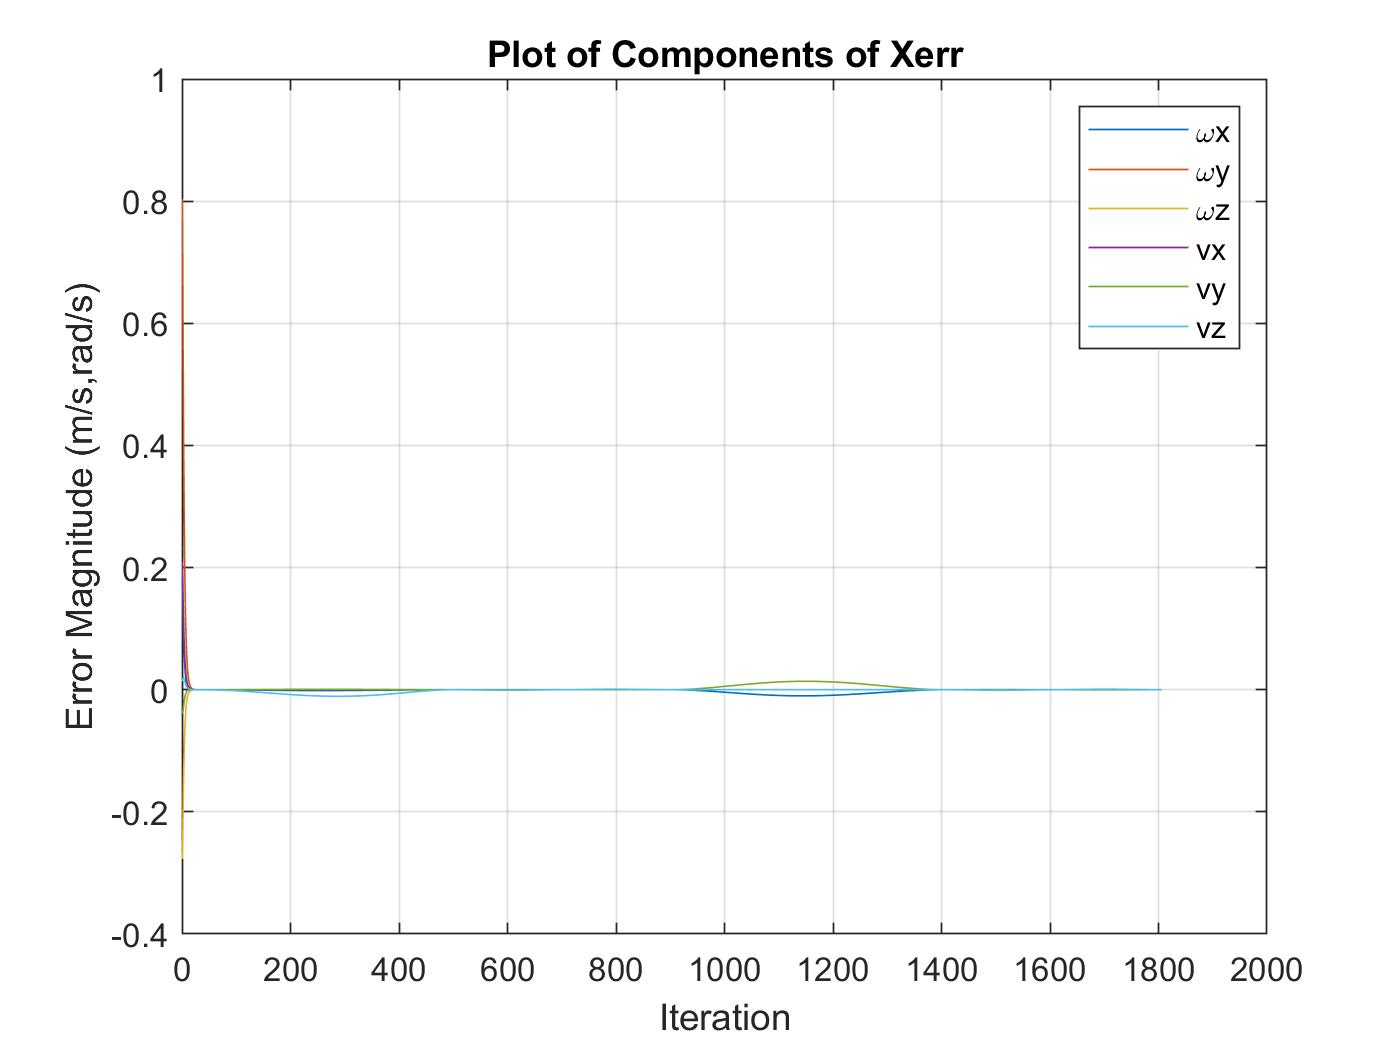 Plot of Components of Xerr
1
0.8
0.6
0.4
0.2
0
-0.2
-0.4
Error Magnitude (m/s,rad/s)
ωx
ωy
ωz
vx
vy
vz
0 200 400 600 800 1000 1200 1400 1600 1800 2000
Iteration